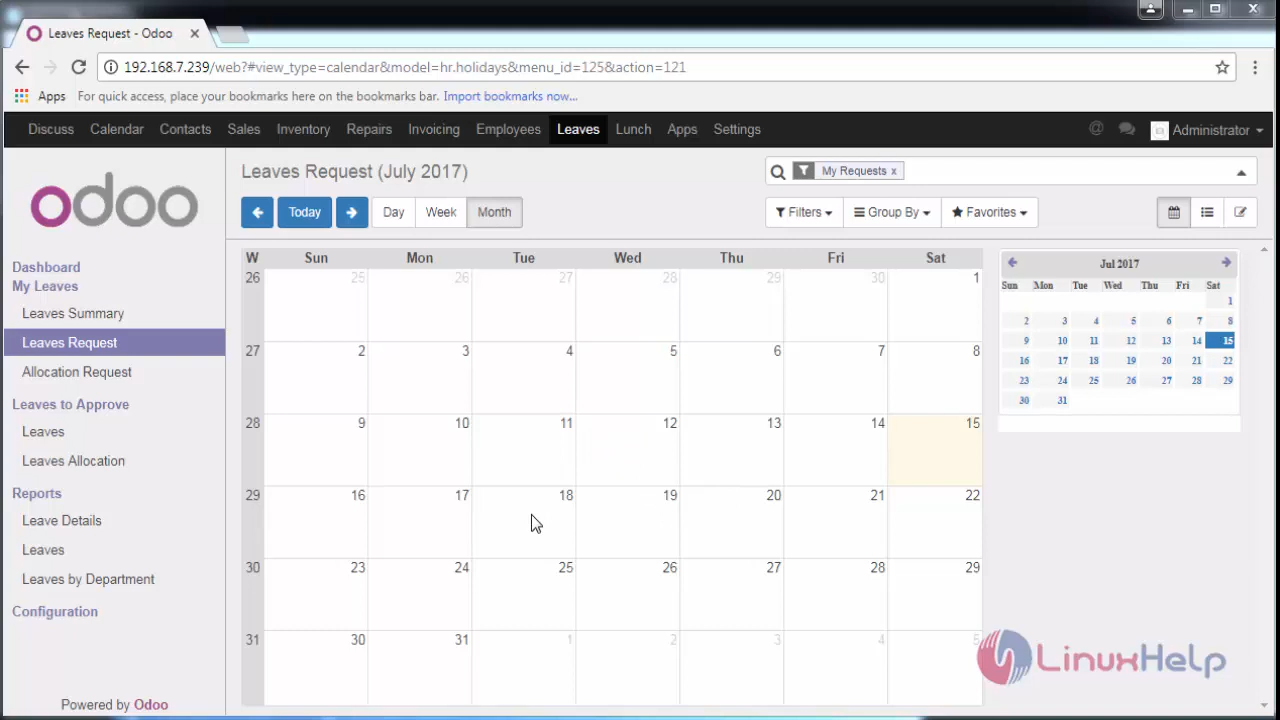 Leaves Request - Odoo
192.168.7.239/web?#view_type=calendar&model=hr.holidays&menu_id=125&action=121
Apps For quick access, place your bookmarks here on the bookmarks bar. Import bookmarks now...
Discuss Calendar Contacts Sales Inventory Repairs Invoicing Employees Leaves Lunch Apps Settings @ Administrator
odoo
Dashboard
My Leaves
Leaves Summary
Leaves Request
Allocation Request
Leaves to Approve
Leaves
Leaves Allocation
Reports
Leave Details
Leaves
Leaves by Department
Configuration
Powered by Odoo
Leaves Request (July 2017)
My Requests x
Today Day Week Month
Filters Group By Favorites
W Sun Mon Tue Wed Thu Fri Sat
26 25 26 27 28 29 30 1
27 2 3 4 5 6 7 8
28 9 10 11 12 13 14 15
29 16 17 18 19 20 21 22
30 23 24 25 26 27 28 29
31 30 31 1 2 3 4 5
Jul 2017
Sun Mon Tue Wed Thu Fri Sat
1
2 3 4 5 6 7 8
9 10 11 12 13 14 15
16 17 18 19 20 21 22
23 24 25 26 27 28 29
30 31
LinuxHelp